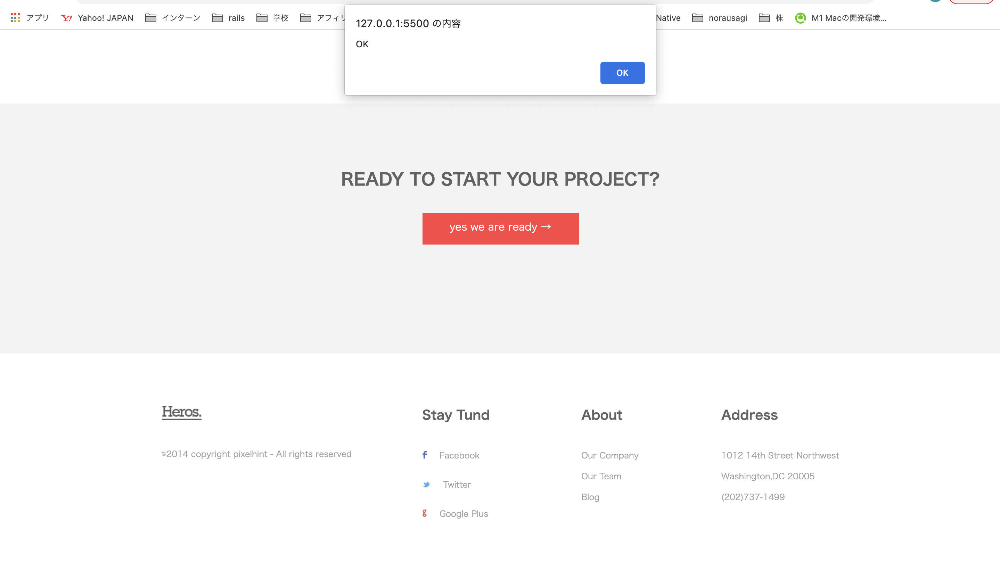 アプリ Yahoo! JAPAN インターン rails 学校 アフィリ Native norausagi 株 M1 Macの開発環境...
127.0.0.1:5500 の内容
OK
OK
READY TO START YOUR PROJECT?
yes we are ready →
Heros.
©2014 copyright pixelhint - All rights reserved
Stay Tund
Facebook
Twitter
Google Plus
About
Our Company
Our Team
Blog
Address
1012 14th Street Northwest
Washington,DC 20005
(202)737-1499